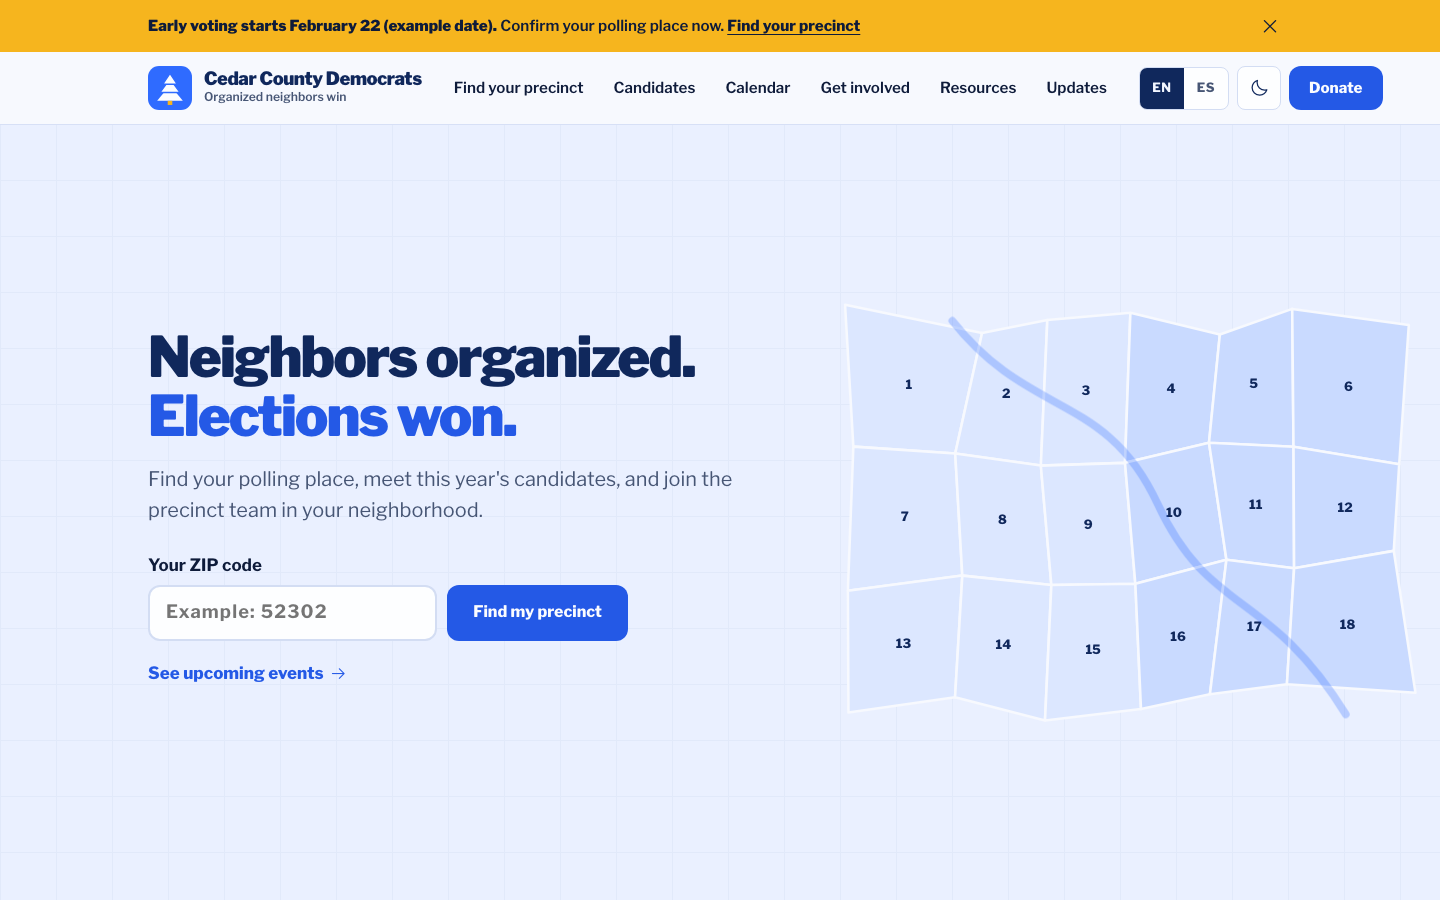 Early voting starts February 22 (example date). Confirm your polling place now. Find your precinct
Cedar County Democrats
Organized neighbors win
Find your precinct
Candidates
Calendar
Get involved
Resources
Updates
EN
ES
Donate
Neighbors organized.
Elections won.
Find your polling place, meet this year's candidates, and join the
precinct team in your neighborhood.
Your ZIP code
Example: 52302
Find my precinct
See upcoming events →
1
2
3
4
5
6
7
8
9
10
11
12
13
14
15
16
17
18